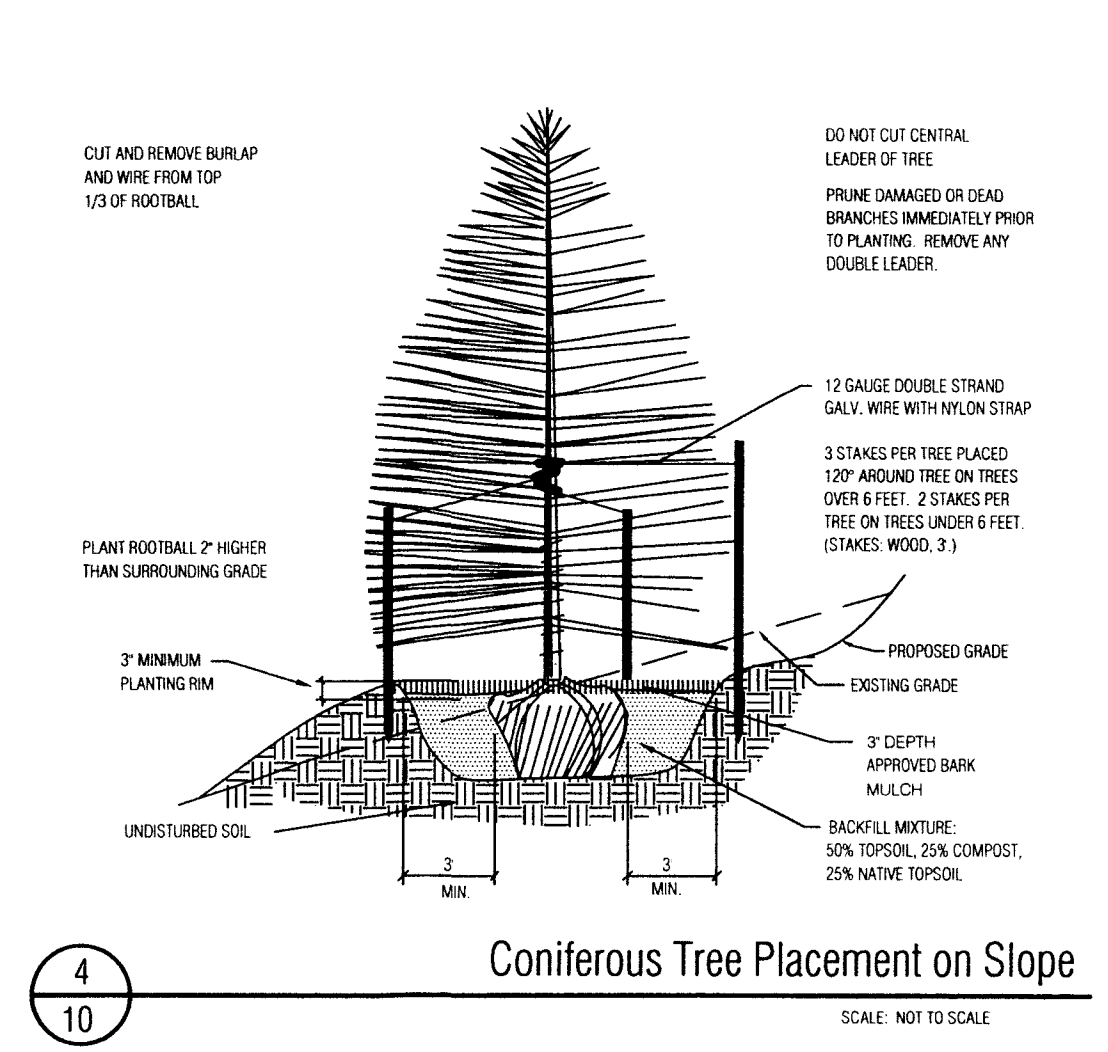 CUT AND REMOVE BURLAP
AND WIRE FROM TOP
1/3 OF ROOTBALL
DO NOT CUT CENTRAL
LEADER OF TREE
PRUNE DAMAGED OR DEAD
BRANCHES IMMEDIATELY PRIOR
TO PLANTING. REMOVE ANY
DOUBLE LEADER.
12 GAUGE DOUBLE STRAND
GALV. WIRE WITH NYLON STRAP
3 STAKES PER TREE PLACED
120° AROUND TREE ON TREES
OVER 6 FEET. 2 STAKES PER
TREE ON TREES UNDER 6 FEET.
(STAKES: WOOD, 3'.)
PLANT ROOTBALL 2" HIGHER
THAN SURROUNDING GRADE
3" MINIMUM
PLANTING RIM
PROPOSED GRADE
EXISTING GRADE
3" DEPTH
APPROVED BARK
MULCH
UNDISTURBED SOIL
BACKFILL MIXTURE:
50% TOPSOIL, 25% COMPOST,
25% NATIVE TOPSOIL
3'
MIN.
3'
MIN.
Coniferous Tree Placement on Slope
4
10
SCALE: NOT TO SCALE